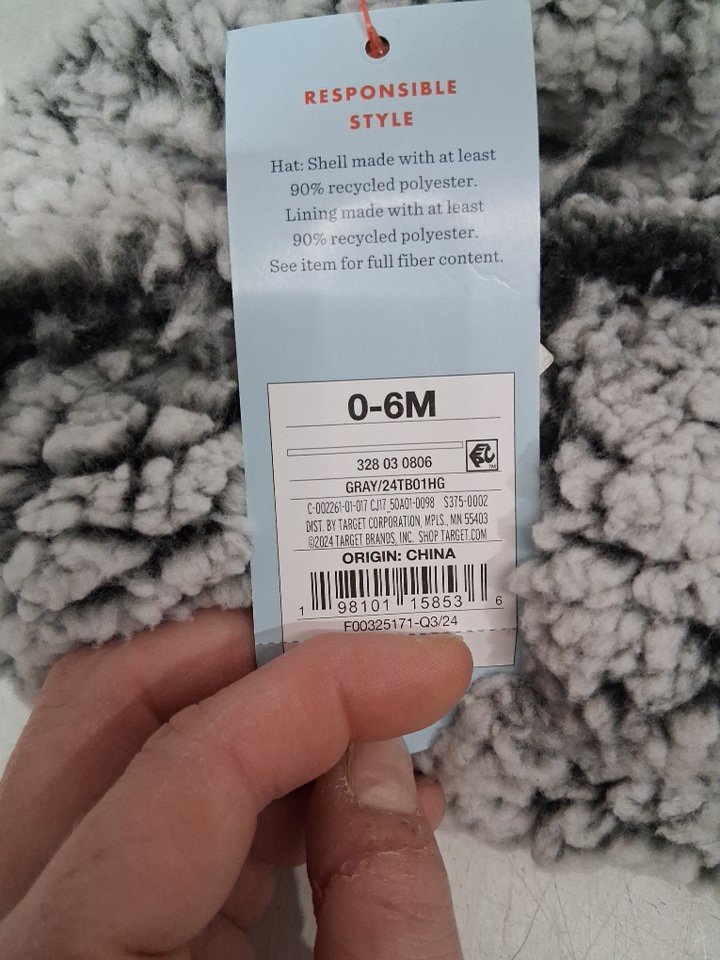 RESPONSIBLE
STYLE
Hat: Shell made with at least
90% recycled polyester.
Lining made with at least
90% recycled polyester.
See item for full fiber content.
0-6M
328 03 0806
GRAY/24TB01HG
C-002261-01-017 CJ17_50A01-0098 S375-0002
DIST. BY TARGET CORPORATION, MPLS., MN 55403
©2024 TARGET BRANDS, INC. SHOP TARGET.COM
ORIGIN: CHINA
1 98101 15853 6
F00325171-Q3/24